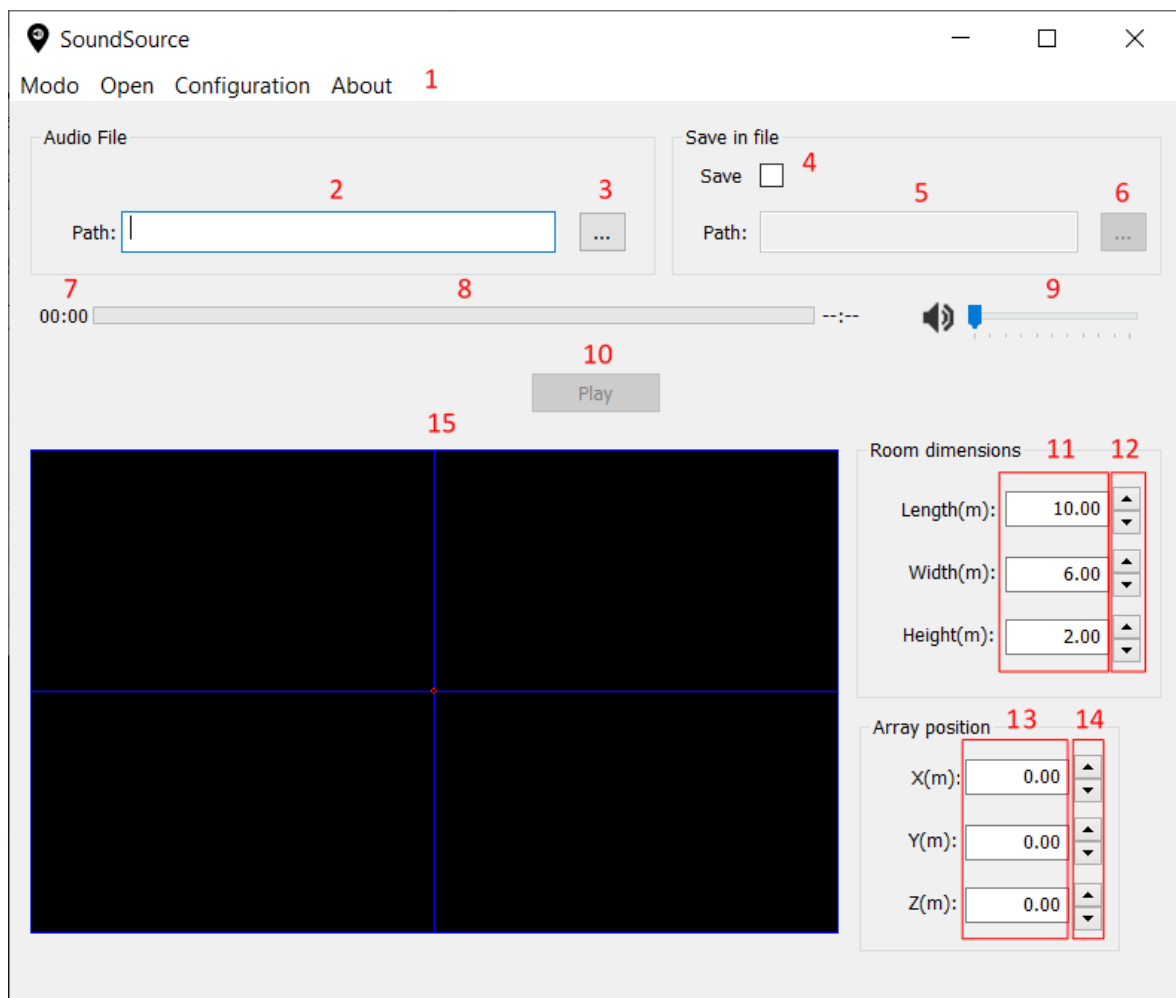 SoundSource
Modo Open Configuration About 1
Audio File
Save in file
Save 4
2 3 5 6
Path: ... Path: ...
7 8 9
00:00 --:--
10
Play
15
Room dimensions 11 12
Length(m): 10.00
Width(m): 6.00
Height(m): 2.00
Array position 13 14
X(m): 0.00
Y(m): 0.00
Z(m): 0.00